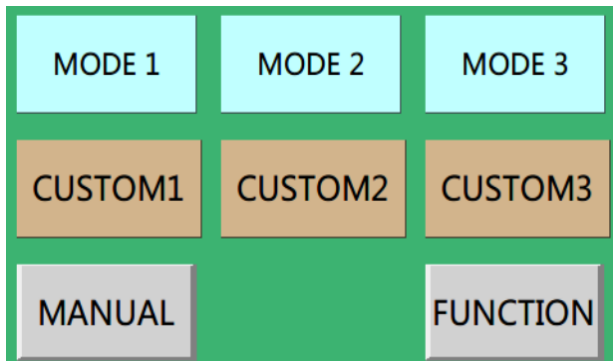 MODE 1 MODE 2 MODE 3
CUSTOM1 CUSTOM2 CUSTOM3
MANUAL FUNCTION